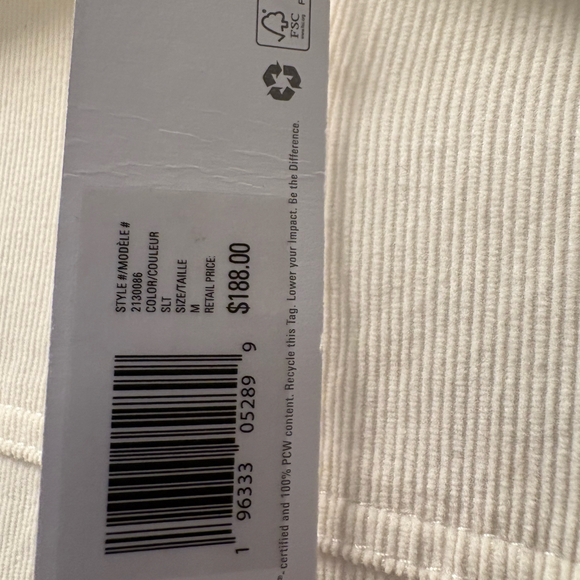 FSC
STYLE #/MODÈLE #
2130086
COLOR/COULEUR
SLT
SIZE/TAILLE
M
RETAIL PRICE:
$188.00
1 96333 05289 9
®- certified and 100% PCW content. Recycle this Tag. Lower your Impact. Be the Difference.